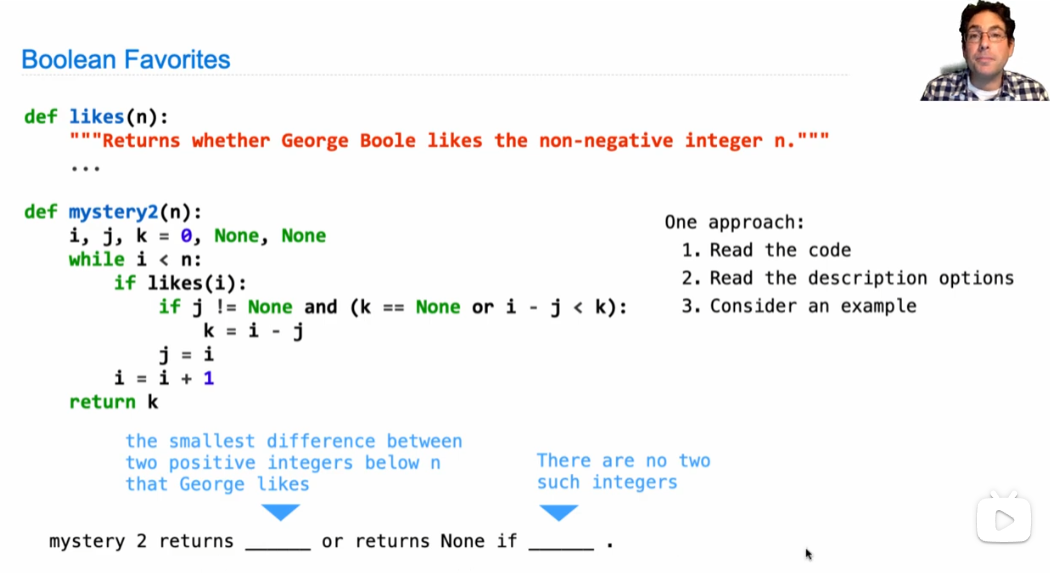 Boolean Favorites
def likes(n):
"""Returns whether George Boole likes the non-negative integer n."""
...
def mystery2(n):
i, j, k = 0, None, None
while i < n:
if likes(i):
if j != None and (k == None or i - j < k):
k = i - j
j = i
i = i + 1
return k
One approach:
1. Read the code
2. Read the description options
3. Consider an example
the smallest difference between
two positive integers below n
that George likes
There are no two
such integers
mystery 2 returns ______ or returns None if ______ .